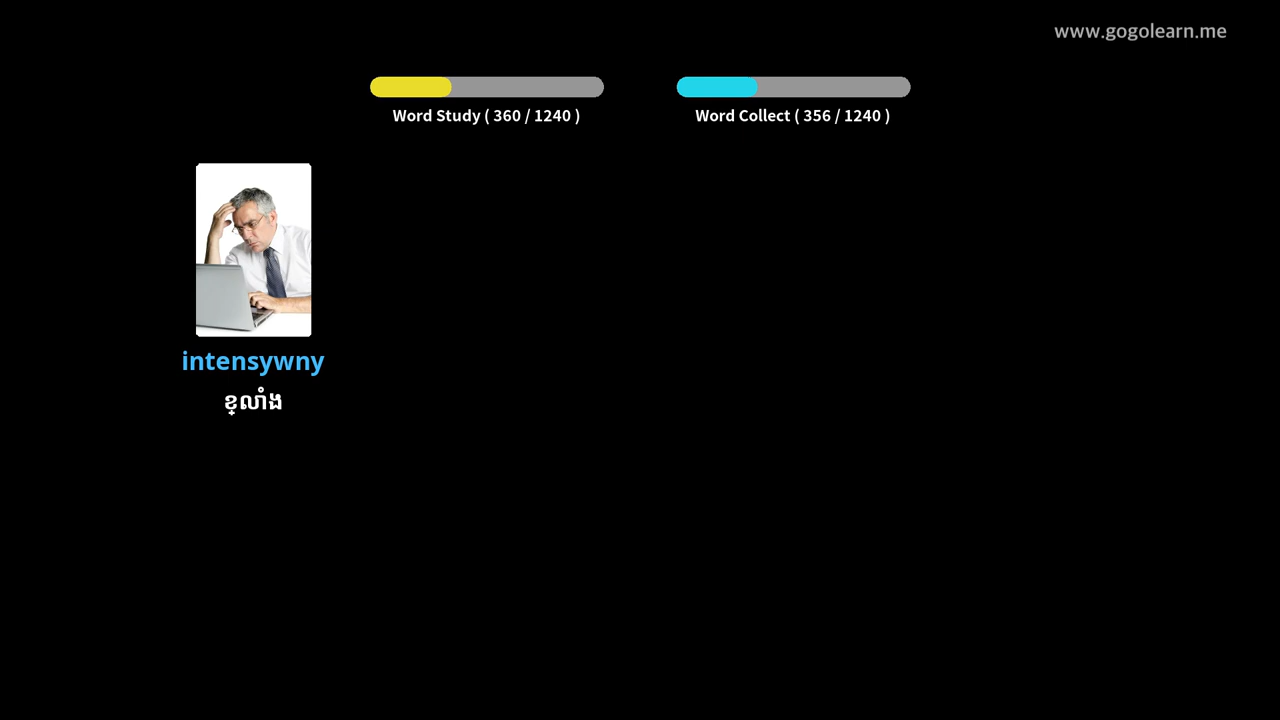 www.gogolearn.me
Word Study ( 360 / 1240 )
Word Collect ( 356 / 1240 )
intensywny
ខ្លាំង